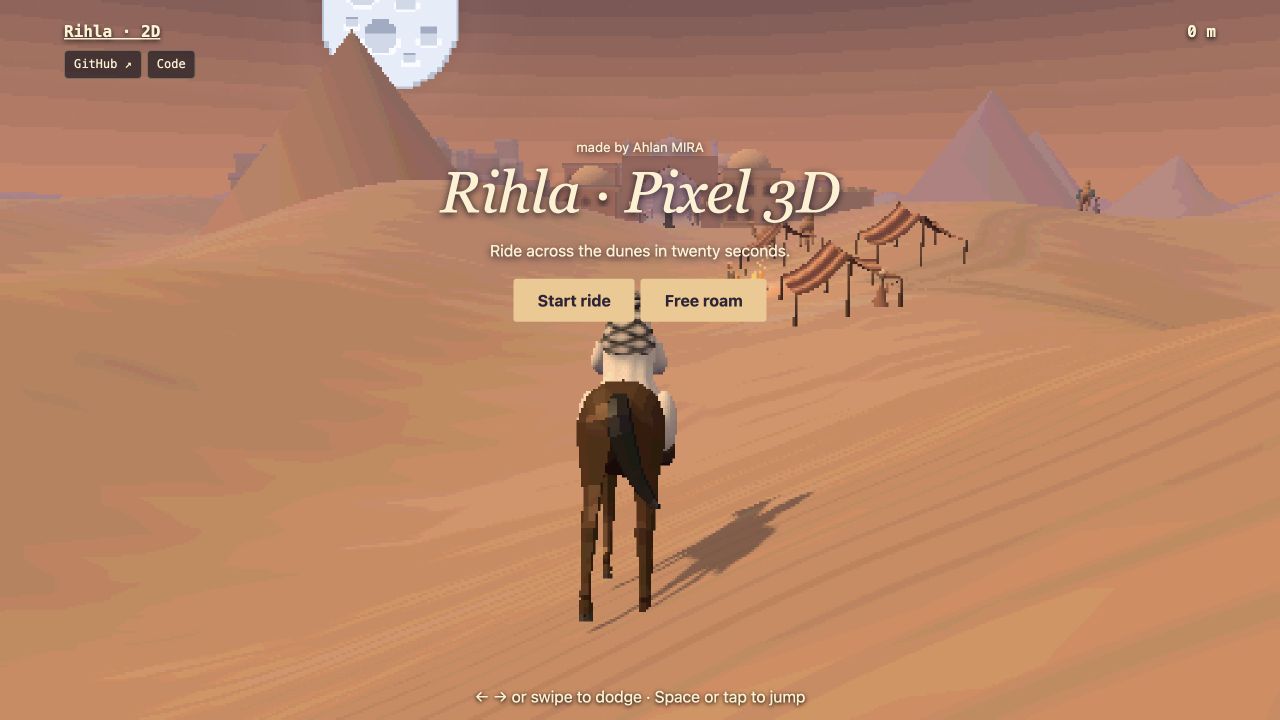 Rihla · 2D
0 m
GitHub ↗
Code
made by Ahlan MIRA
Rihla · Pixel 3D
Ride across the dunes in twenty seconds.
Start ride
Free roam
← → or swipe to dodge · Space or tap to jump